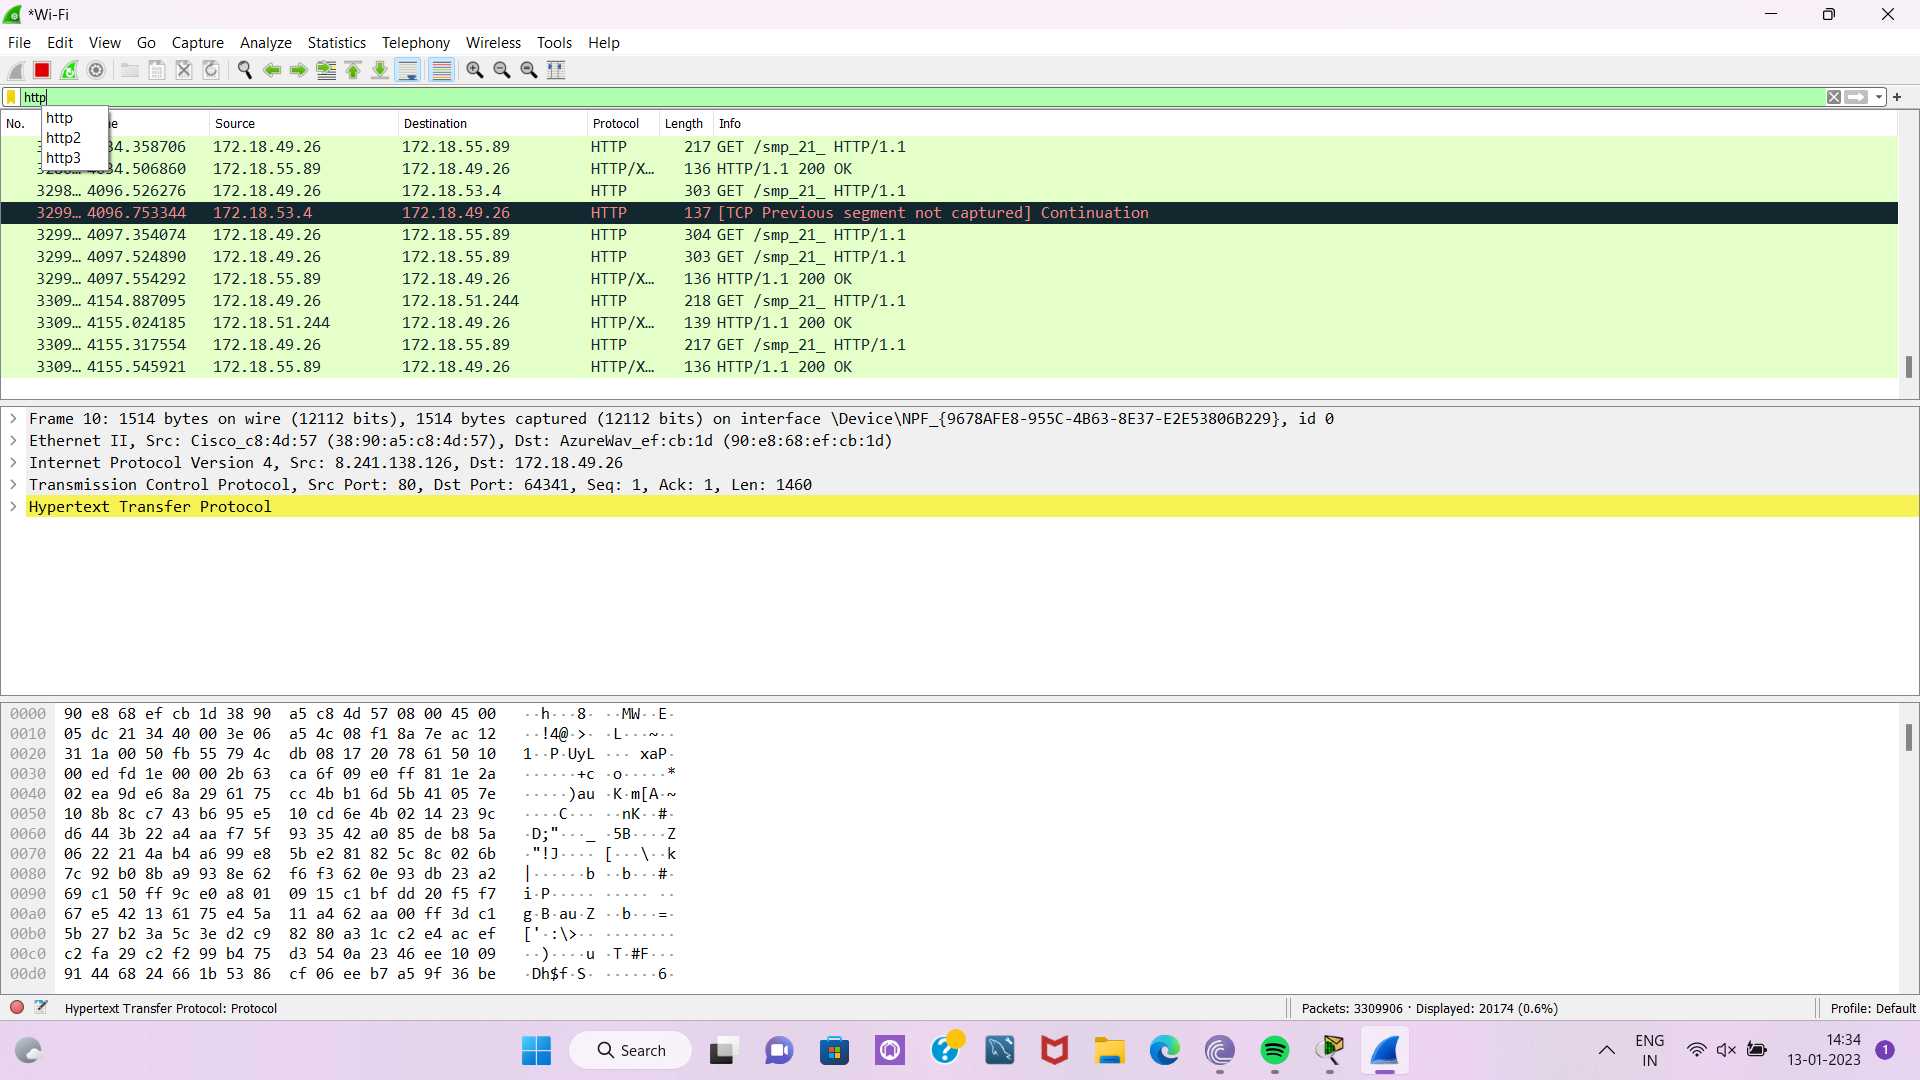 *Wi-Fi
File Edit View Go Capture Analyze Statistics Telephony Wireless Tools Help
http
http
http2
http3
No. Source Destination Protocol Length Info
34.358706 172.18.49.26 172.18.55.89 HTTP 217 GET /smp_21_ HTTP/1.1
34.506860 172.18.55.89 172.18.49.26 HTTP/X… 136 HTTP/1.1 200 OK
3298… 4096.526276 172.18.49.26 172.18.53.4 HTTP 303 GET /smp_21_ HTTP/1.1
3299… 4096.753344 172.18.53.4 172.18.49.26 HTTP 137 [TCP Previous segment not captured] Continuation
3299… 4097.354074 172.18.49.26 172.18.55.89 HTTP 304 GET /smp_21_ HTTP/1.1
3299… 4097.524890 172.18.49.26 172.18.55.89 HTTP 303 GET /smp_21_ HTTP/1.1
3299… 4097.554292 172.18.55.89 172.18.49.26 HTTP/X… 136 HTTP/1.1 200 OK
3309… 4154.887095 172.18.49.26 172.18.51.244 HTTP 218 GET /smp_21_ HTTP/1.1
3309… 4155.024185 172.18.51.244 172.18.49.26 HTTP/X… 139 HTTP/1.1 200 OK
3309… 4155.317554 172.18.49.26 172.18.55.89 HTTP 217 GET /smp_21_ HTTP/1.1
3309… 4155.545921 172.18.55.89 172.18.49.26 HTTP/X… 136 HTTP/1.1 200 OK
Frame 10: 1514 bytes on wire (12112 bits), 1514 bytes captured (12112 bits) on interface \Device\NPF_{9678AFE8-955C-4B63-8E37-E2E53806B229}, id 0
Ethernet II, Src: Cisco_c8:4d:57 (38:90:a5:c8:4d:57), Dst: AzureWav_ef:cb:1d (90:e8:68:ef:cb:1d)
Internet Protocol Version 4, Src: 8.241.138.126, Dst: 172.18.49.26
Transmission Control Protocol, Src Port: 80, Dst Port: 64341, Seq: 1, Ack: 1, Len: 1460
Hypertext Transfer Protocol
0000 90 e8 68 ef cb 1d 38 90 a5 c8 4d 57 08 00 45 00 ··h···8· ··MW··E·
0010 05 dc 21 34 40 00 3e 06 a5 4c 08 f1 8a 7e ac 12 ··!4@·>· ·L···~··
0020 31 1a 00 50 fb 55 79 4c db 08 17 20 78 61 50 10 1··P·UyL ··· xaP·
0030 00 ed fd 1e 00 00 2b 63 ca 6f 09 e0 ff 81 1e 2a ······+c ·o·····*
0040 02 ea 9d e6 8a 29 61 75 cc 4b b1 6d 5b 41 05 7e ·····)au ·K·m[A·~
0050 10 8b 8c c7 43 b6 95 e5 10 cd 6e 4b 02 14 23 9c ····C··· ··nK··#·
0060 d6 44 3b 22 a4 aa f7 5f 93 35 42 a0 85 de b8 5a ·D;"···_ ·5B····Z
0070 06 22 21 4a b4 a6 99 e8 5b e2 81 82 5c 8c 02 6b ·"!J···· [···\··k
0080 7c 92 b0 8b a9 93 8e 62 f6 f3 62 0e 93 db 23 a2 |······b ··b···#·
0090 69 c1 50 ff 9c e0 a8 01 09 15 c1 bf dd 20 f5 f7 i·P····· ····· ··
00a0 67 e5 42 13 61 75 e4 5a 11 a4 62 aa 00 ff 3d c1 g·B·au·Z ··b···=·
00b0 5b 27 b2 3a 5c 3e d2 c9 82 80 a3 1c c2 e4 ac ef ['·:\>·· ········
00c0 c2 fa 29 c2 f2 99 b4 75 d3 54 0a 23 46 ee 10 09 ··)····u ·T·#F···
00d0 91 44 68 24 66 1b 53 86 cf 06 ee b7 a5 9f 36 be ·Dh$f·S· ······6·
Hypertext Transfer Protocol: Protocol Packets: 3309906 · Displayed: 20174 (0.6%) Profile: Default
Search ENG IN 14:34 13-01-2023 1